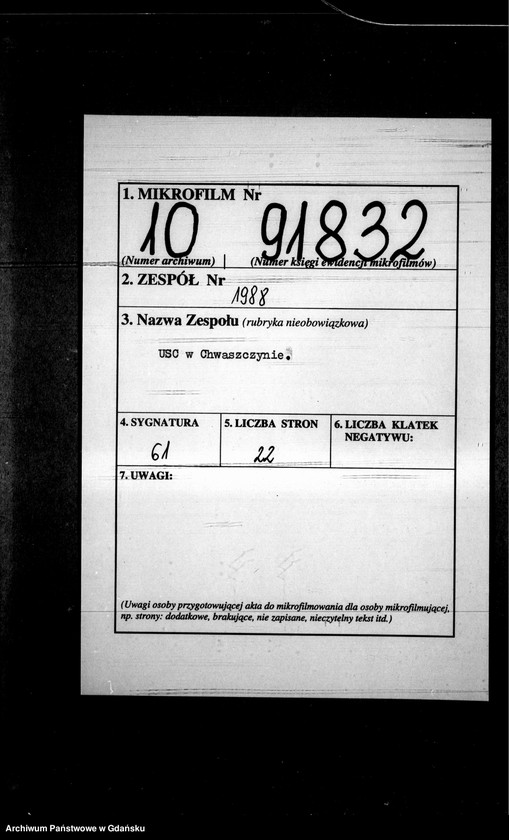 1. MIKROFILM Nr
10 91832
(Numer archiwum) (Numer księgi ewidencji mikrofilmów)
2. ZESPÓŁ Nr
1988
3. Nazwa Zespołu (rubryka nieobowiązkowa)
USC w Chwaszczynie.
4. SYGNATURA 5. LICZBA STRON 6. LICZBA KLATEK
NEGATYWU:
61 22
7. UWAGI:
(Uwagi osoby przygotowującej akta do mikrofilmowania dla osoby mikrofilmującej,
np. strony: dodatkowe, brakujące, nie zapisane, nieczytelny tekst itd.)
Archiwum Państwowe w Gdańsku